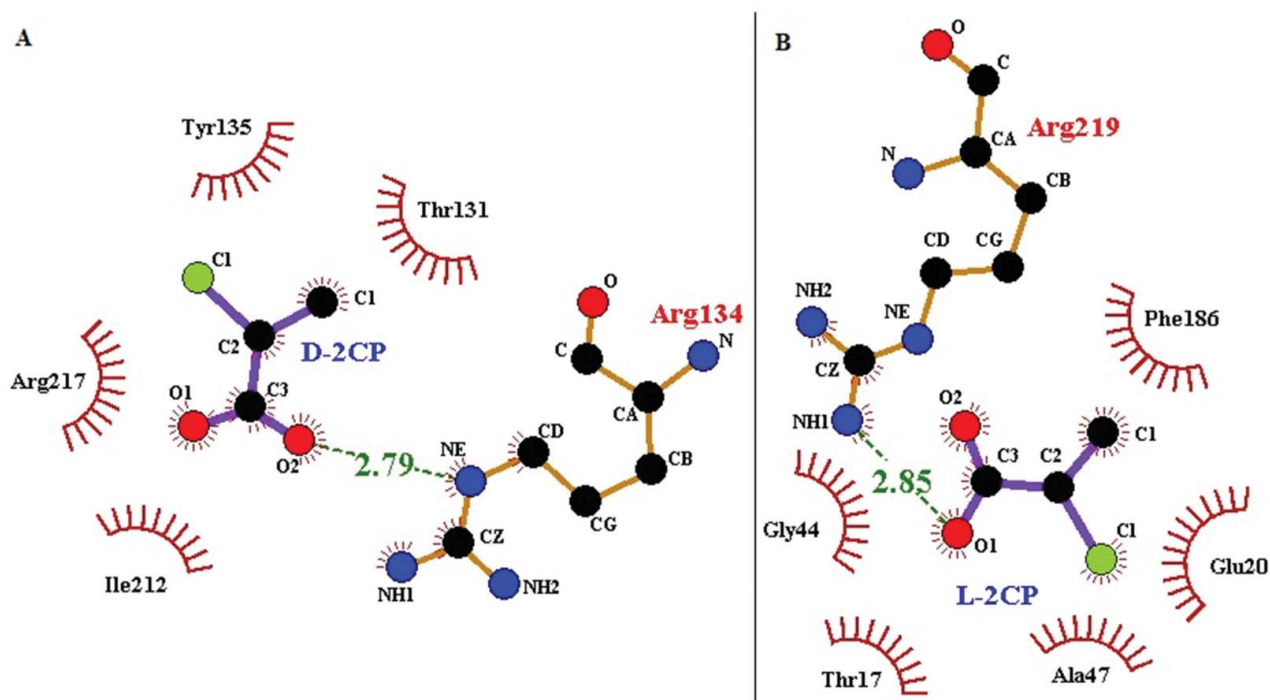 A
Tyr135
Thr131
Cl
C1
C2
D-2CP
Arg217
O1
C3
O2
2.79
Ile212
O
Arg134
N
C
CA
CD
NE
CB
CG
CZ
NH1
NH2
B
O
C
Arg219
CA
N
CB
CD
CG
NH2
NE
CZ
Phe186
NH1
O2
C1
C3
C2
2.85
Gly44
O1
Cl
Glu20
L-2CP
Thr17
Ala47